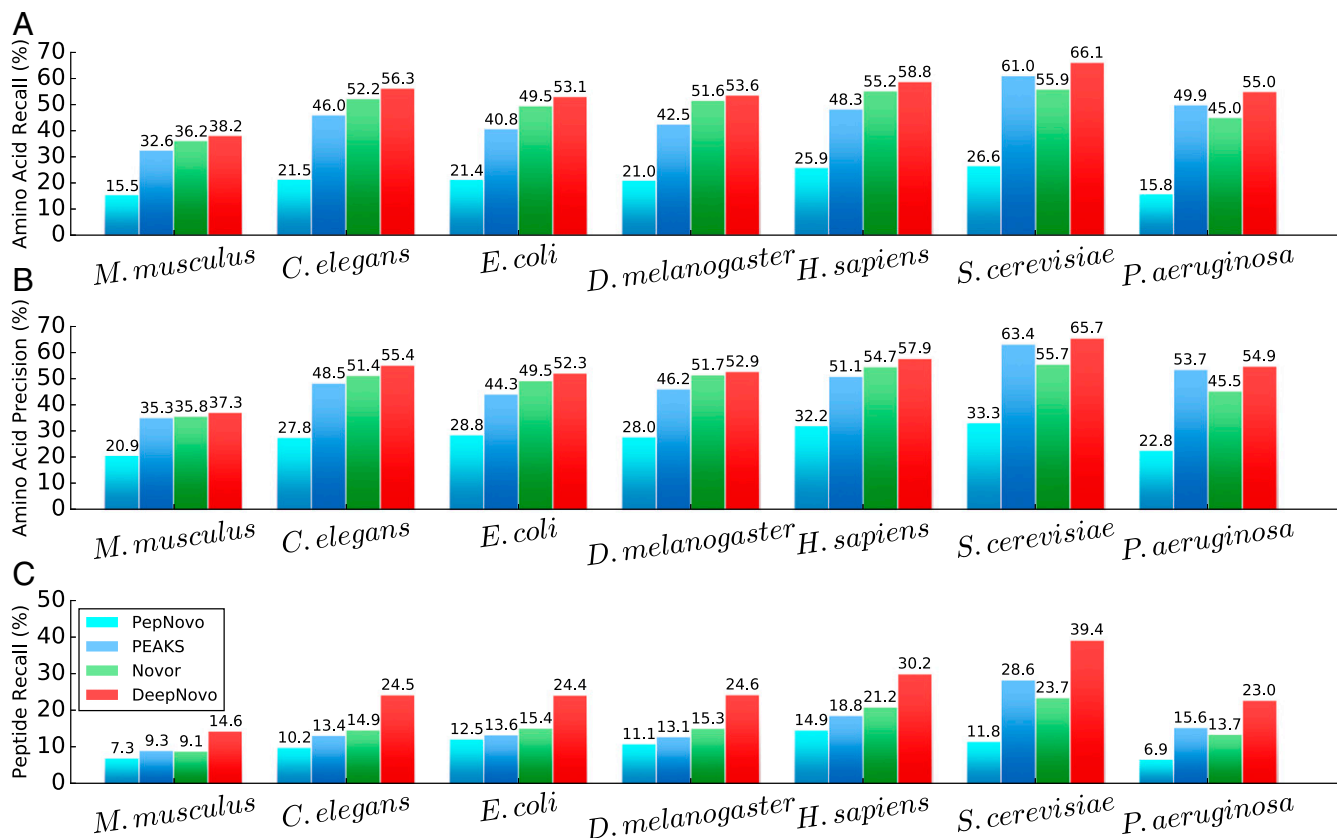 A
Amino Acid Recall (%)
70
60
50
40
30
20
10
0
15.5 32.6 36.2 38.2
21.5 46.0 52.2 56.3
21.4 40.8 49.5 53.1
21.0 42.5 51.6 53.6
25.9 48.3 55.2 58.8
26.6 61.0 55.9 66.1
15.8 49.9 45.0 55.0
M. musculus C. elegans E. coli D. melanogaster H. sapiens S. cerevisiae P. aeruginosa
B
Amino Acid Precision (%)
70
60
50
40
30
20
10
0
20.9 35.3 35.8 37.3
27.8 48.5 51.4 55.4
28.8 44.3 49.5 52.3
28.0 46.2 51.7 52.9
32.2 51.1 54.7 57.9
33.3 63.4 55.7 65.7
22.8 53.7 45.5 54.9
M. musculus C. elegans E. coli D. melanogaster H. sapiens S. cerevisiae P. aeruginosa
C
Peptide Recall (%)
50
40
30
20
10
0
PepNovo
PEAKS
Novor
DeepNovo
7.3 9.3 9.1 14.6
10.2 13.4 14.9 24.5
12.5 13.6 15.4 24.4
11.1 13.1 15.3 24.6
14.9 18.8 21.2 30.2
11.8 28.6 23.7 39.4
6.9 15.6 13.7 23.0
M. musculus C. elegans E. coli D. melanogaster H. sapiens S. cerevisiae P. aeruginosa